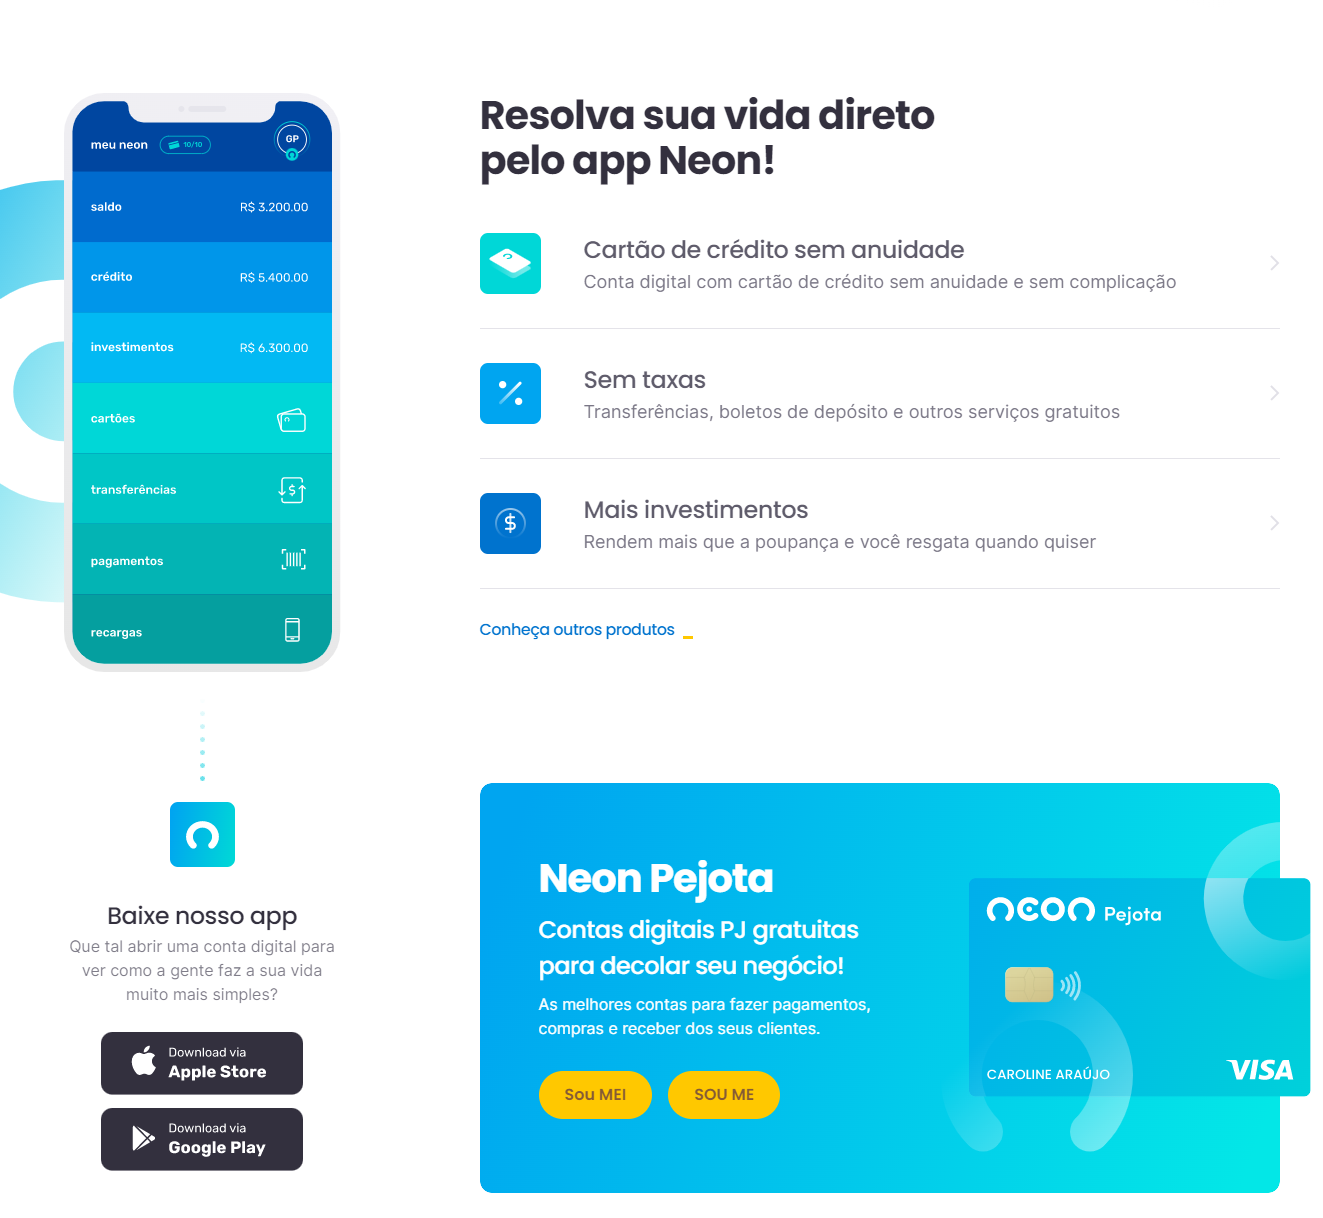 meu neon
10/10
GP
saldo
R$ 3.200.00
crédito
R$ 5.400.00
investimentos
R$ 6.300.00
cartões
transferências
pagamentos
recargas
Baixe nosso app
Que tal abrir uma conta digital para
ver como a gente faz a sua vida
muito mais simples?
Download via
Apple Store
Download via
Google Play
Resolva sua vida direto
pelo app Neon!
Cartão de crédito sem anuidade
Conta digital com cartão de crédito sem anuidade e sem complicação
Sem taxas
Transferências, boletos de depósito e outros serviços gratuitos
Mais investimentos
Rendem mais que a poupança e você resgata quando quiser
Conheça outros produtos
Neon Pejota
Contas digitais PJ gratuitas
para decolar seu negócio!
As melhores contas para fazer pagamentos,
compras e receber dos seus clientes.
Sou MEI
SOU ME
neon Pejota
CAROLINE ARAÚJO
VISA